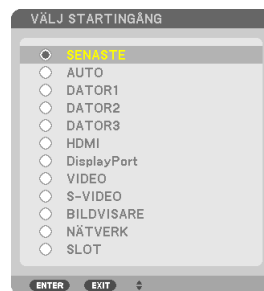 VÄLJ STARTINGÅNG
SENASTE
AUTO
DATOR1
DATOR2
DATOR3
HDMI
DisplayPort
VIDEO
S-VIDEO
BILDVISARE
NÄTVERK
SLOT
ENTER EXIT